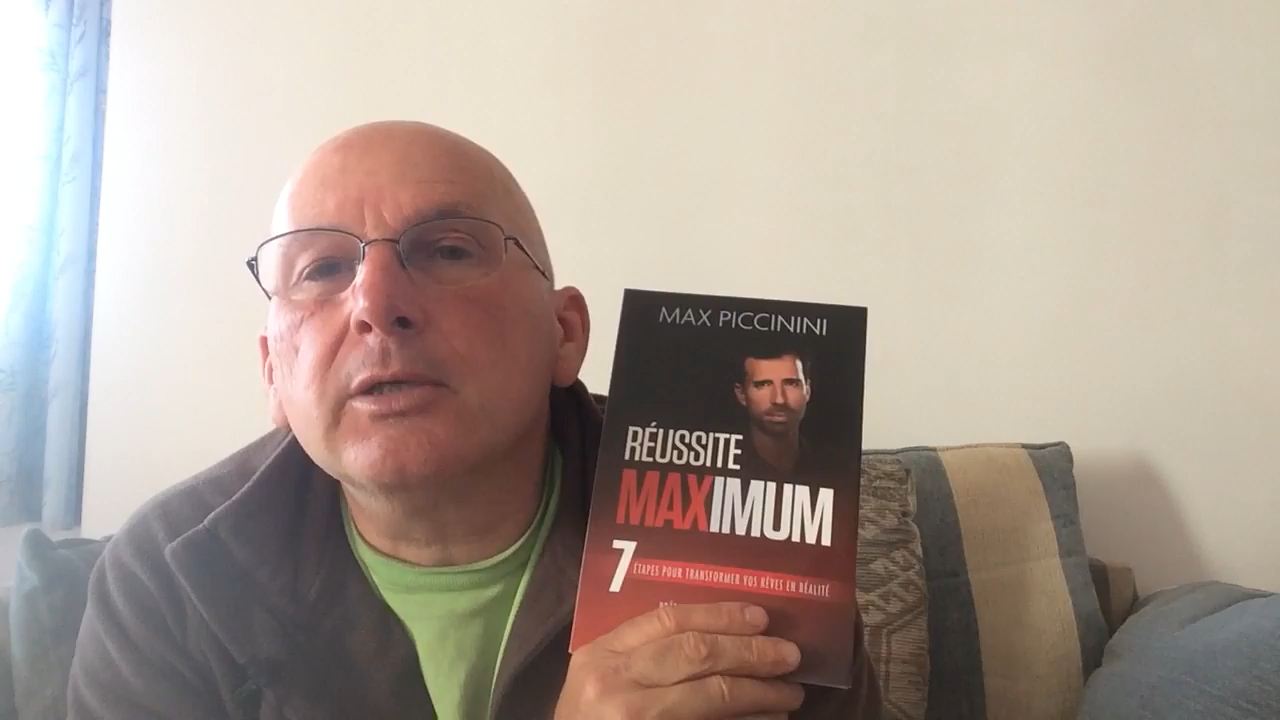 MAX PICCININI
RÉUSSITE
MAXIMUM
7 ÉTAPES POUR TRANSFORMER VOS RÊVES EN RÉALITÉ